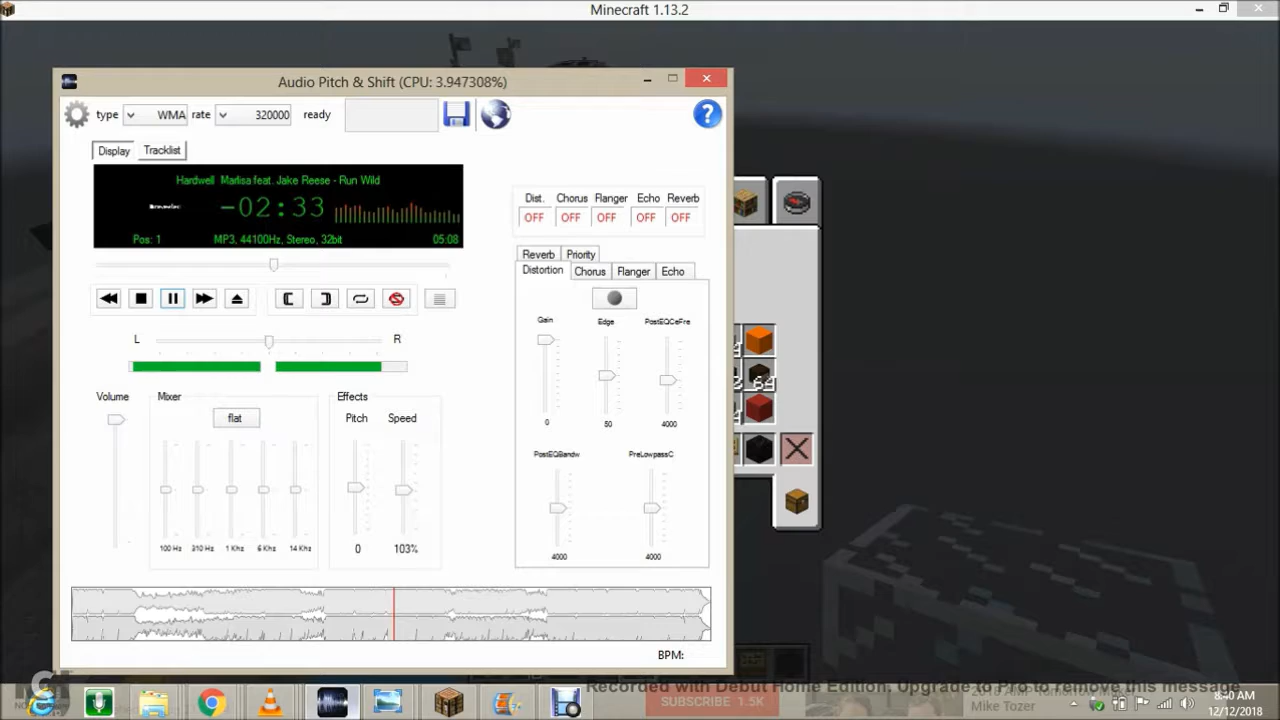 Minecraft 1.13.2
Audio Pitch & Shift (CPU: 3.947308%)
type WMA rate 320000 ready
Display Tracklist
Hardwell Marlisa feat. Jake Reese - Run Wild
-02:33
Pos: 1 MP3, 44100Hz, Stereo, 32bit 05:08
Dist. Chorus Flanger Echo Reverb
OFF OFF OFF OFF OFF
Reverb Priority
Distortion Chorus Flanger Echo
Gain Edge PostEQCeFre
0 50 4000
PostEQBandw PreLowpassC
4000 4000
L R
Volume Mixer Effects
flat Pitch Speed
100 Hz 310 Hz 1 Khz 6 Khz 14 Khz 0 103%
64
BPM:
Recorded with Debut Home Edition. Upgrade to Pro to remove this message
SUBSCRIBE 1.5K
Mike Tozer
8:40 AM
12/12/2018